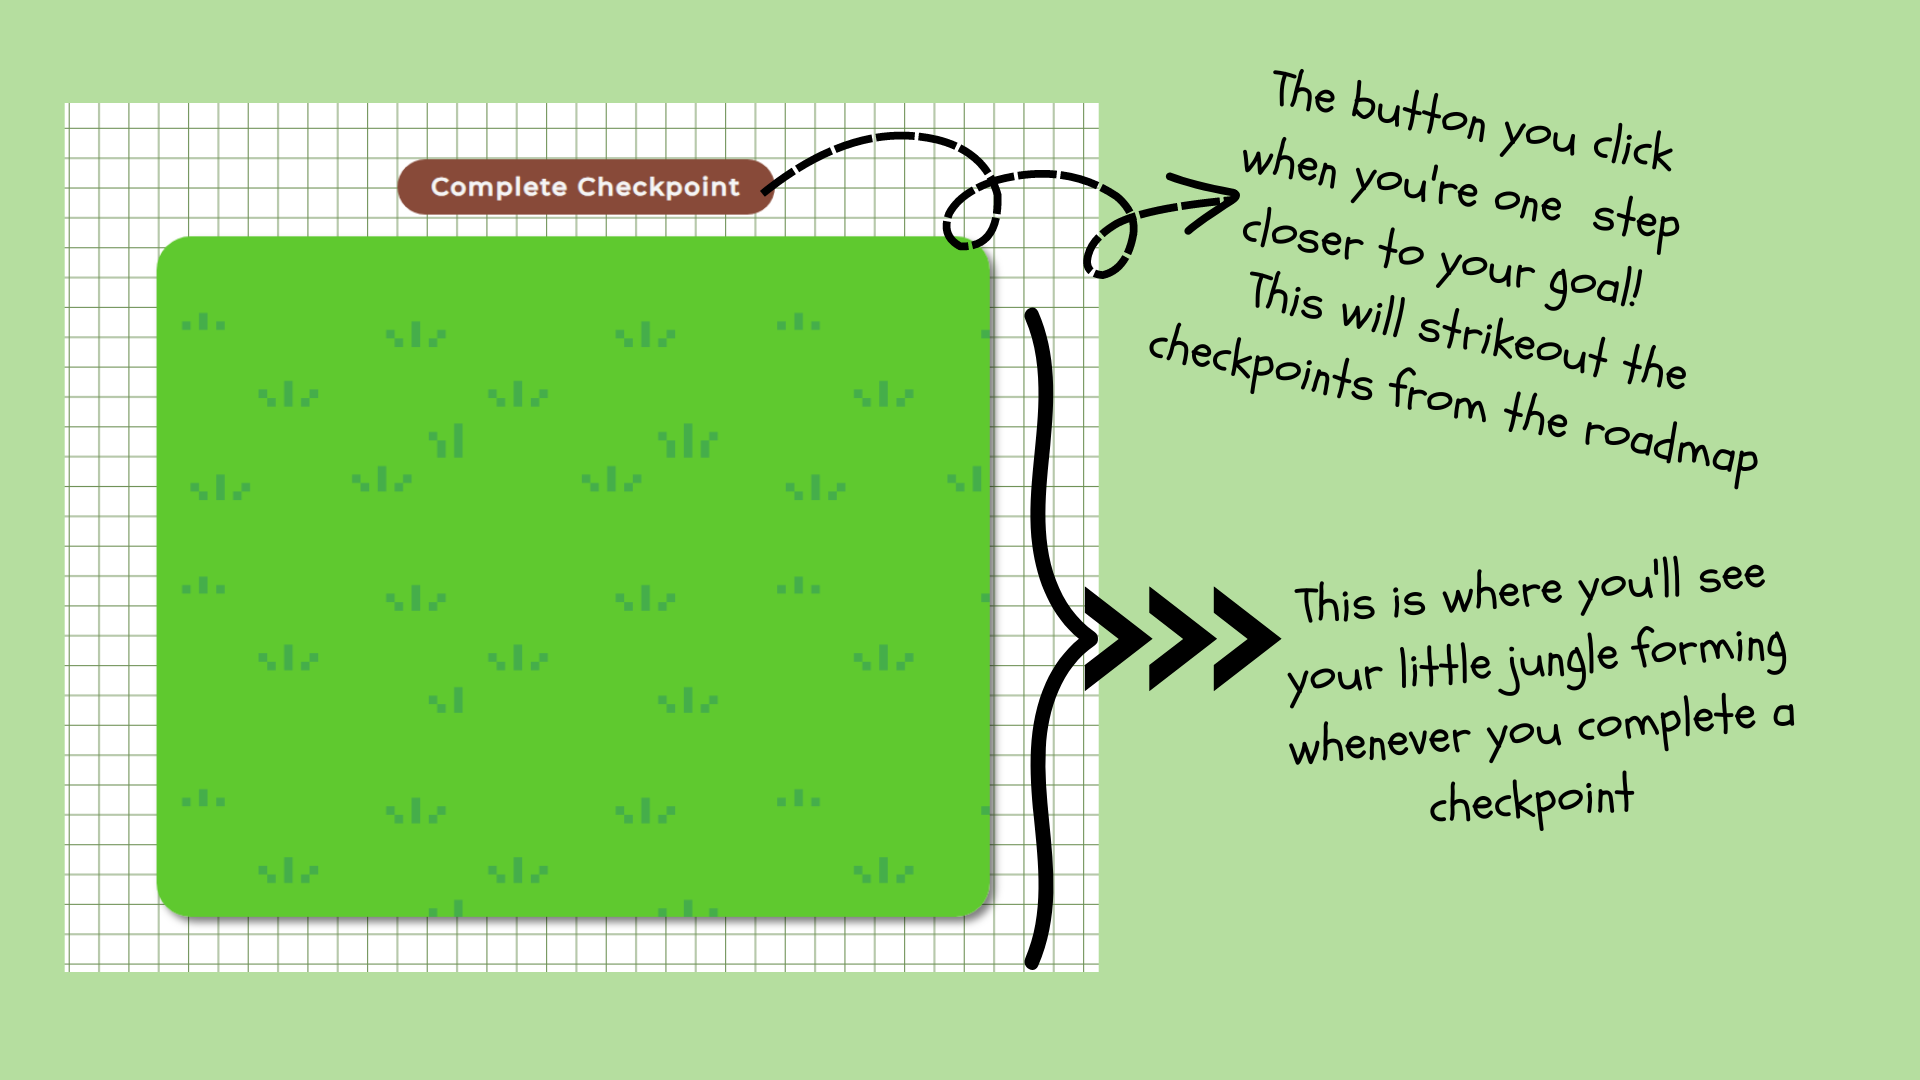 Complete Checkpoint
The button you click
when you're one step
closer to your goal!
This will strikeout the
checkpoints from the roadmap
This is where you'll see
your little jungle forming
whenever you complete a
checkpoint